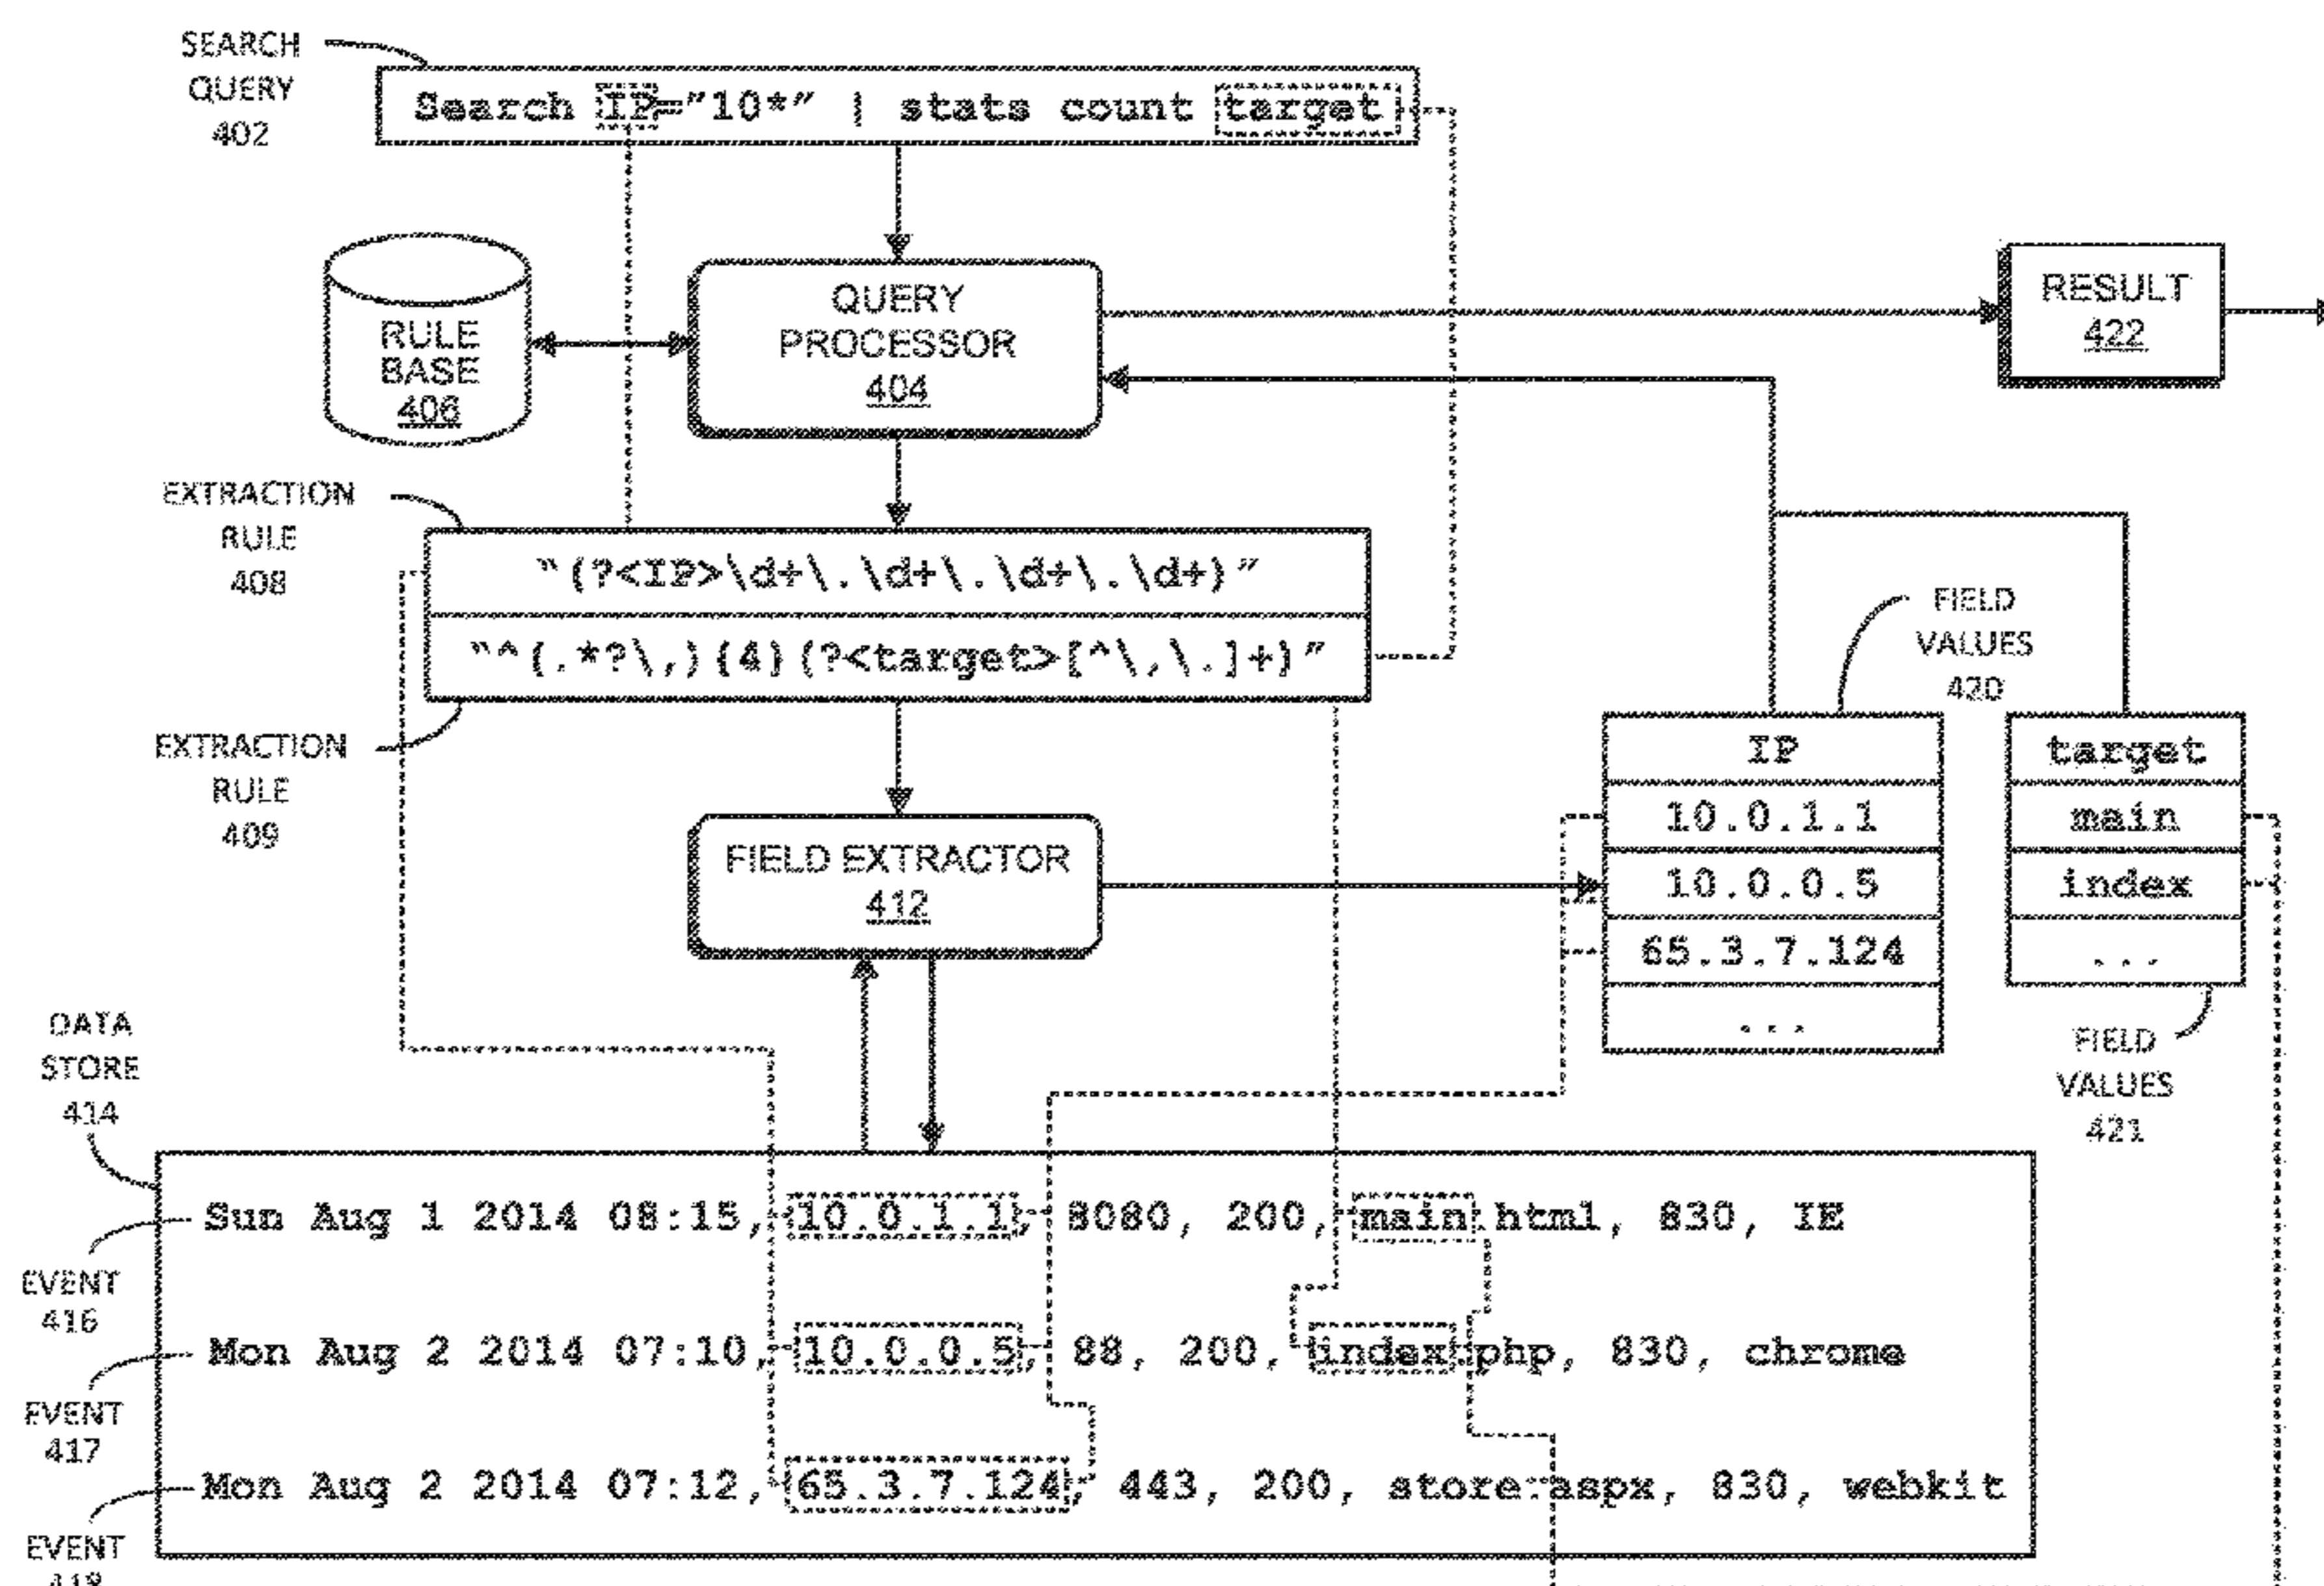 SEARCH
QUERY
402
Search IP="10*" | stats count target
RULE
BASE
406
QUERY
PROCESSOR
404
RESULT
422
EXTRACTION
RULE
408
"(?<IP>\d+\.\d+\.\d+\.\d+)"
"^(.*?\,)(4)(?<target>[^\,\.]+)"
EXTRACTION
RULE
409
FIELD
VALUES
420
FIELD EXTRACTOR
412
IP
10.0.1.1
10.0.0.5
65.3.7.124
...
target
main
index
...
FIELD
VALUES
421
DATA
STORE
414
Sun Aug 1 2014 08:15, 10.0.1.1, 8080, 200, main.html, 830, IE
EVENT
416
Mon Aug 2 2014 07:10, 10.0.0.5, 88, 200, index.php, 830, chrome
EVENT
417
Mon Aug 2 2014 07:12, 65.3.7.124, 443, 200, store.aspx, 830, webkit
EVENT
418